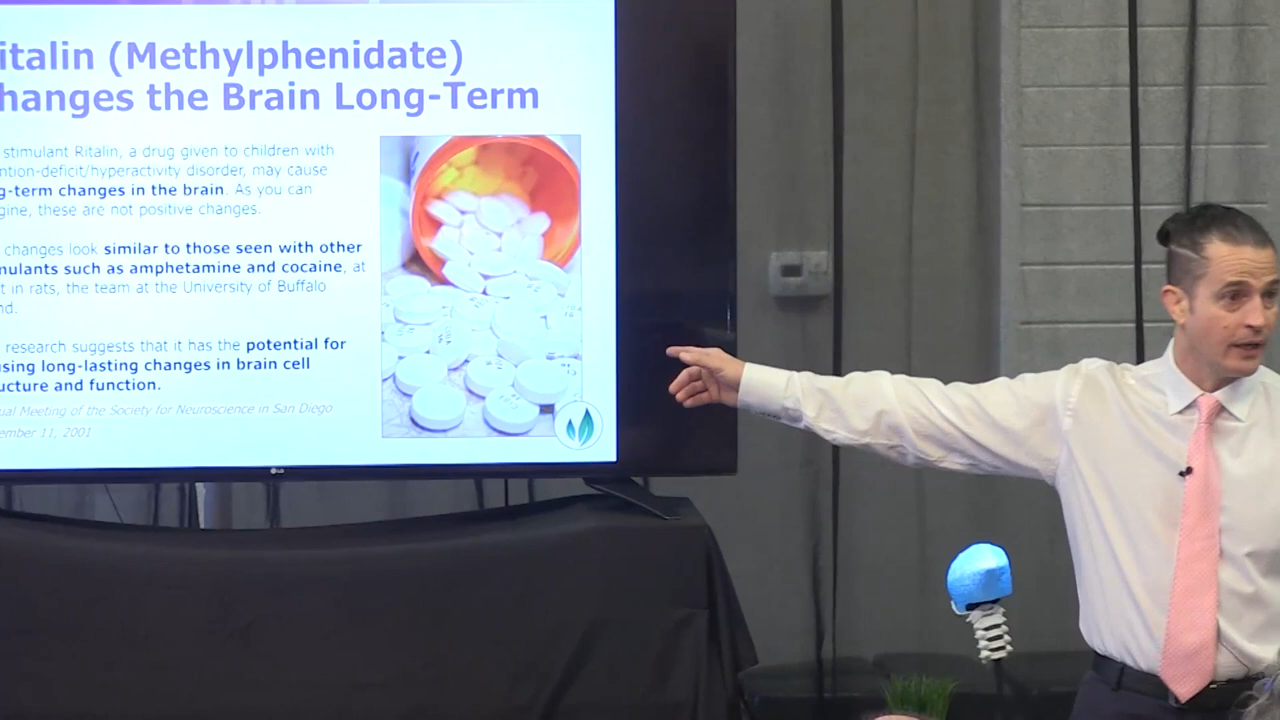 italin (Methylphenidate)
hanges the Brain Long-Term
stimulant Ritalin, a drug given to children with
ntion-deficit/hyperactivity disorder, may cause
g-term changes in the brain. As you can
gine, these are not positive changes.
changes look similar to those seen with other
mulants such as amphetamine and cocaine, at
t in rats, the team at the University of Buffalo
nd.
research suggests that it has the potential for
sing long-lasting changes in brain cell
ucture and function.
ual Meeting of the Society for Neuroscience in San Diego
ember 11, 2001
LG